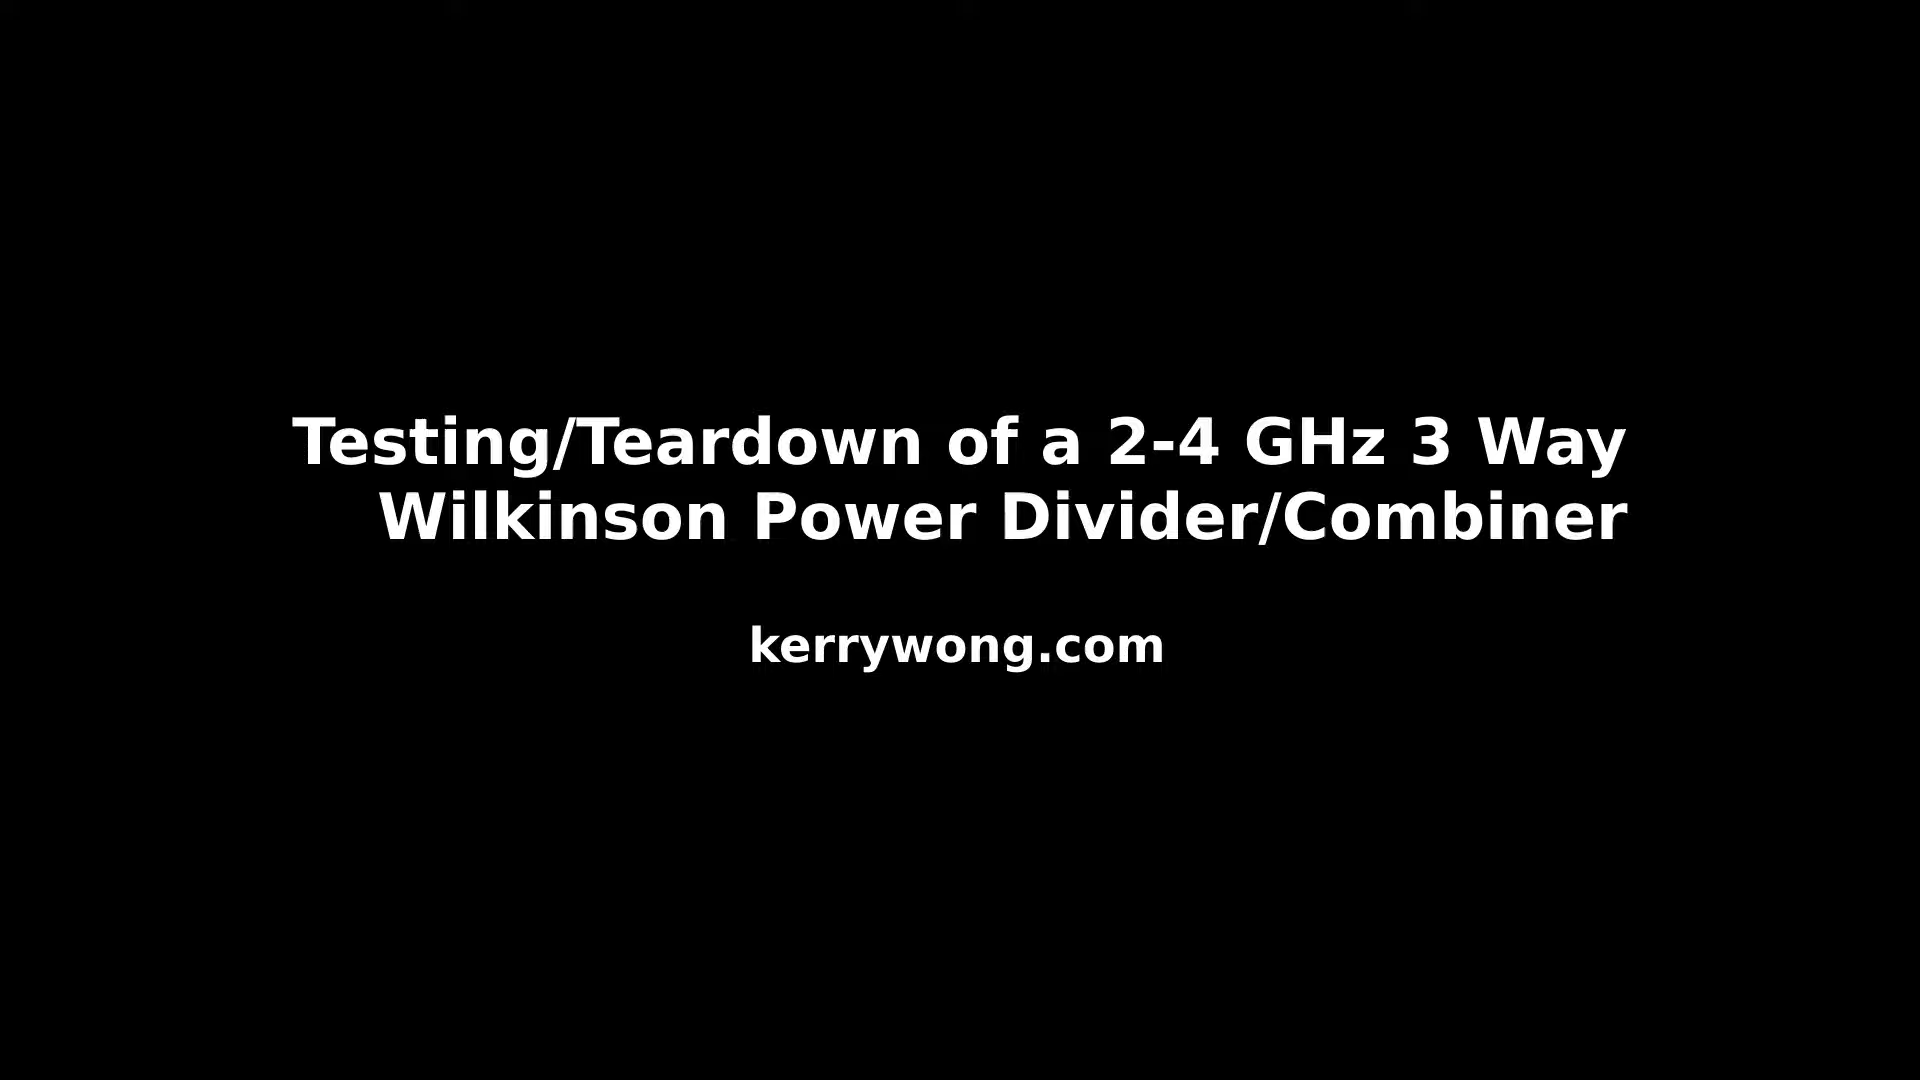 Testing/Teardown of a 2-4 GHz 3 Way
Wilkinson Power Divider/Combiner
kerrywong.com